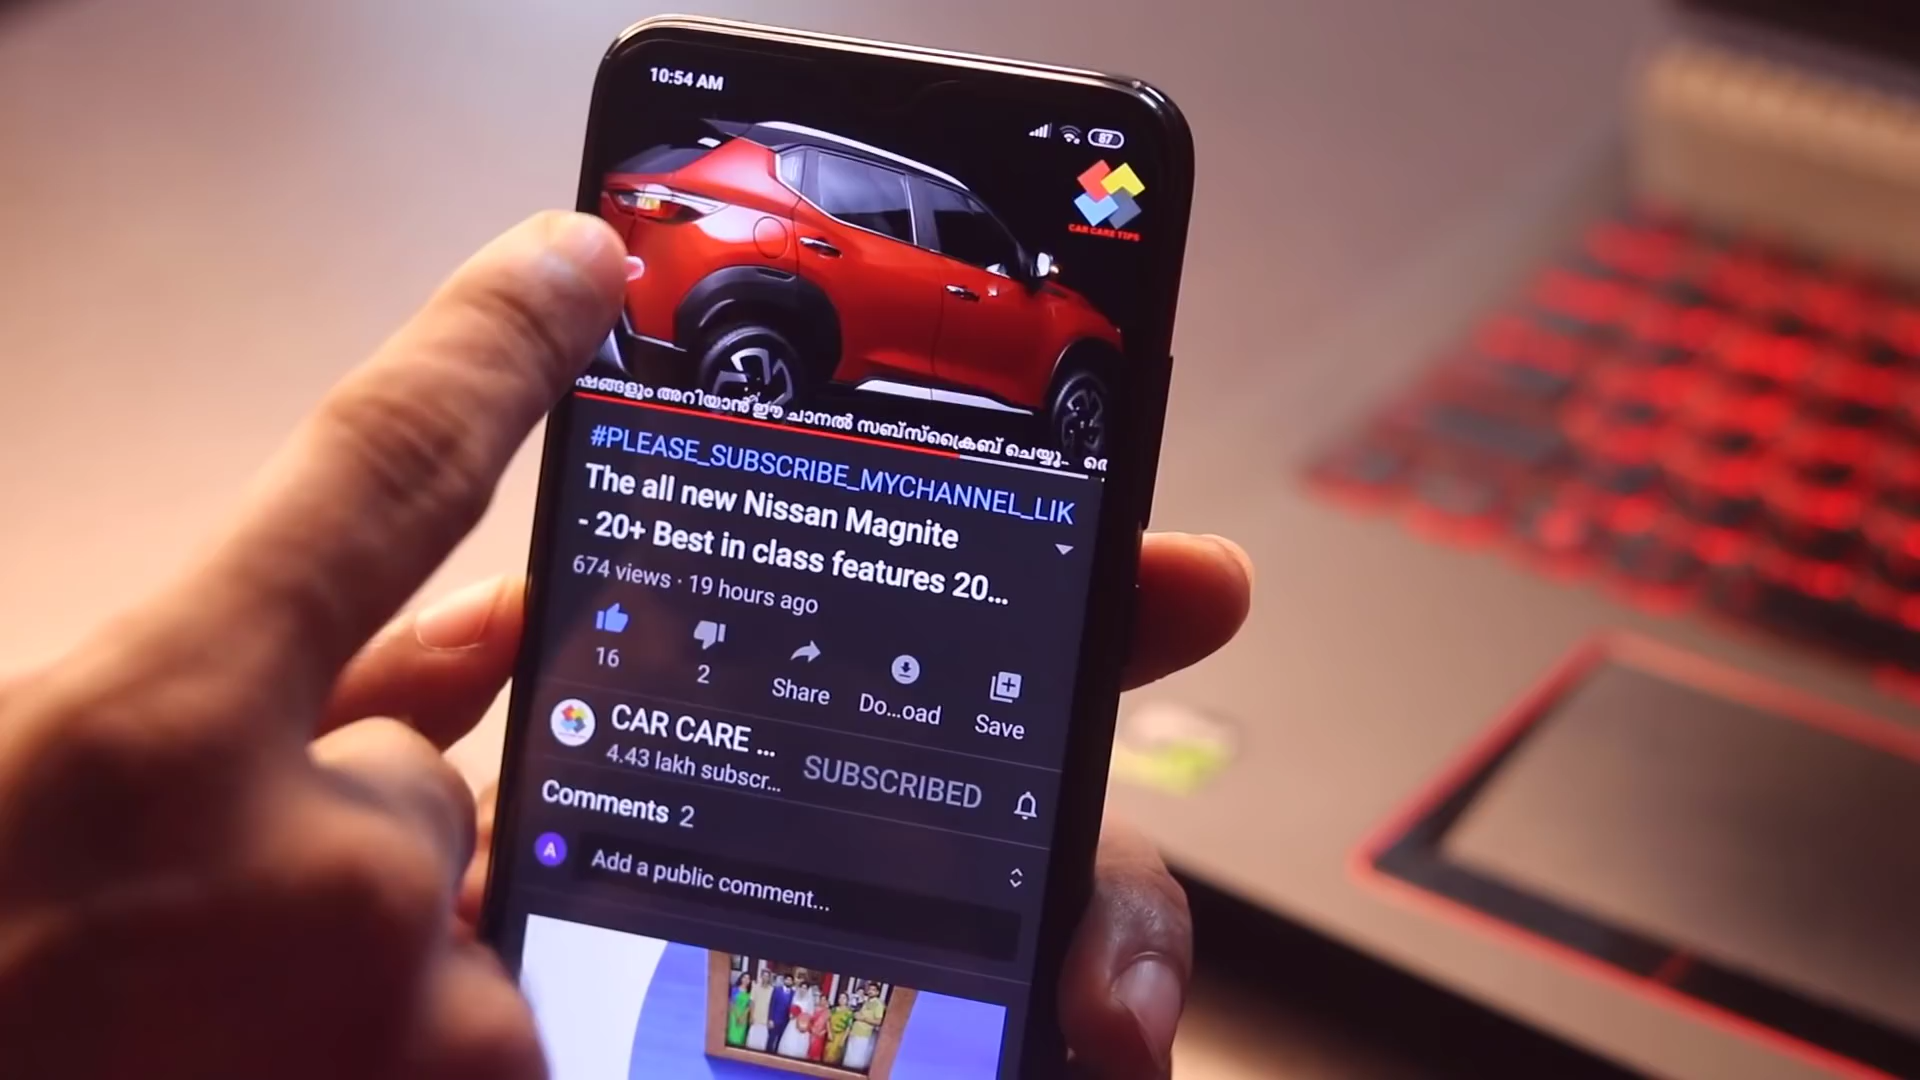 10:54 AM
87
CAR CARE TIPS
ഷങ്ങളും അറിയാൻ ഈ ചാനൽ സബ്സ്ക്രൈബ് ചെയ്യൂ..
#PLEASE_SUBSCRIBE_MYCHANNEL_LIK
The all new Nissan Magnite
- 20+ Best in class features 20...
674 views · 19 hours ago
16
2
Share
Do...oad
Save
CAR CARE ...
4.43 lakh subscr...
SUBSCRIBED
Comments 2
A
Add a public comment...